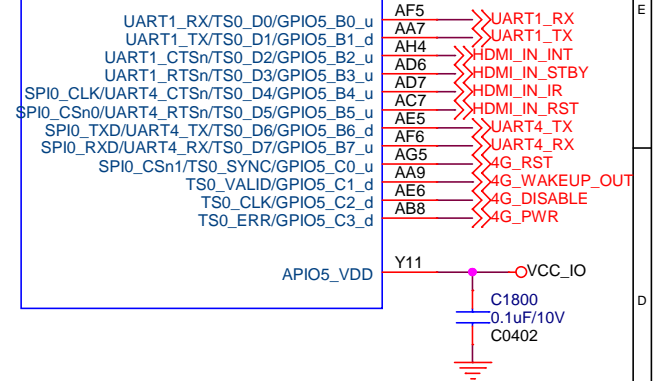 UART1_RX/TS0_D0/GPIO5_B0_u AF5 UART1_RX
UART1_TX/TS0_D1/GPIO5_B1_d AA7 UART1_TX
UART1_CTSn/TS0_D2/GPIO5_B2_u AH4 HDMI_IN_INT
UART1_RTSn/TS0_D3/GPIO5_B3_u AD6 HDMI_IN_STBY
SPI0_CLK/UART4_CTSn/TS0_D4/GPIO5_B4_u AD7 HDMI_IN_IR
SPI0_CSn0/UART4_RTSn/TS0_D5/GPIO5_B5_u AC7 HDMI_IN_RST
SPI0_TXD/UART4_TX/TS0_D6/GPIO5_B6_d AE5 UART4_TX
SPI0_RXD/UART4_RX/TS0_D7/GPIO5_B7_u AF6 UART4_RX
SPI0_CSn1/TS0_SYNC/GPIO5_C0_u AG5 4G_RST
TS0_VALID/GPIO5_C1_d AA9 4G_WAKEUP_OUT
TS0_CLK/GPIO5_C2_d AE6 4G_DISABLE
TS0_ERR/GPIO5_C3_d AB8 4G_PWR
APIO5_VDD Y11 VCC_IO
C1800
0.1uF/10V
C0402
E
D